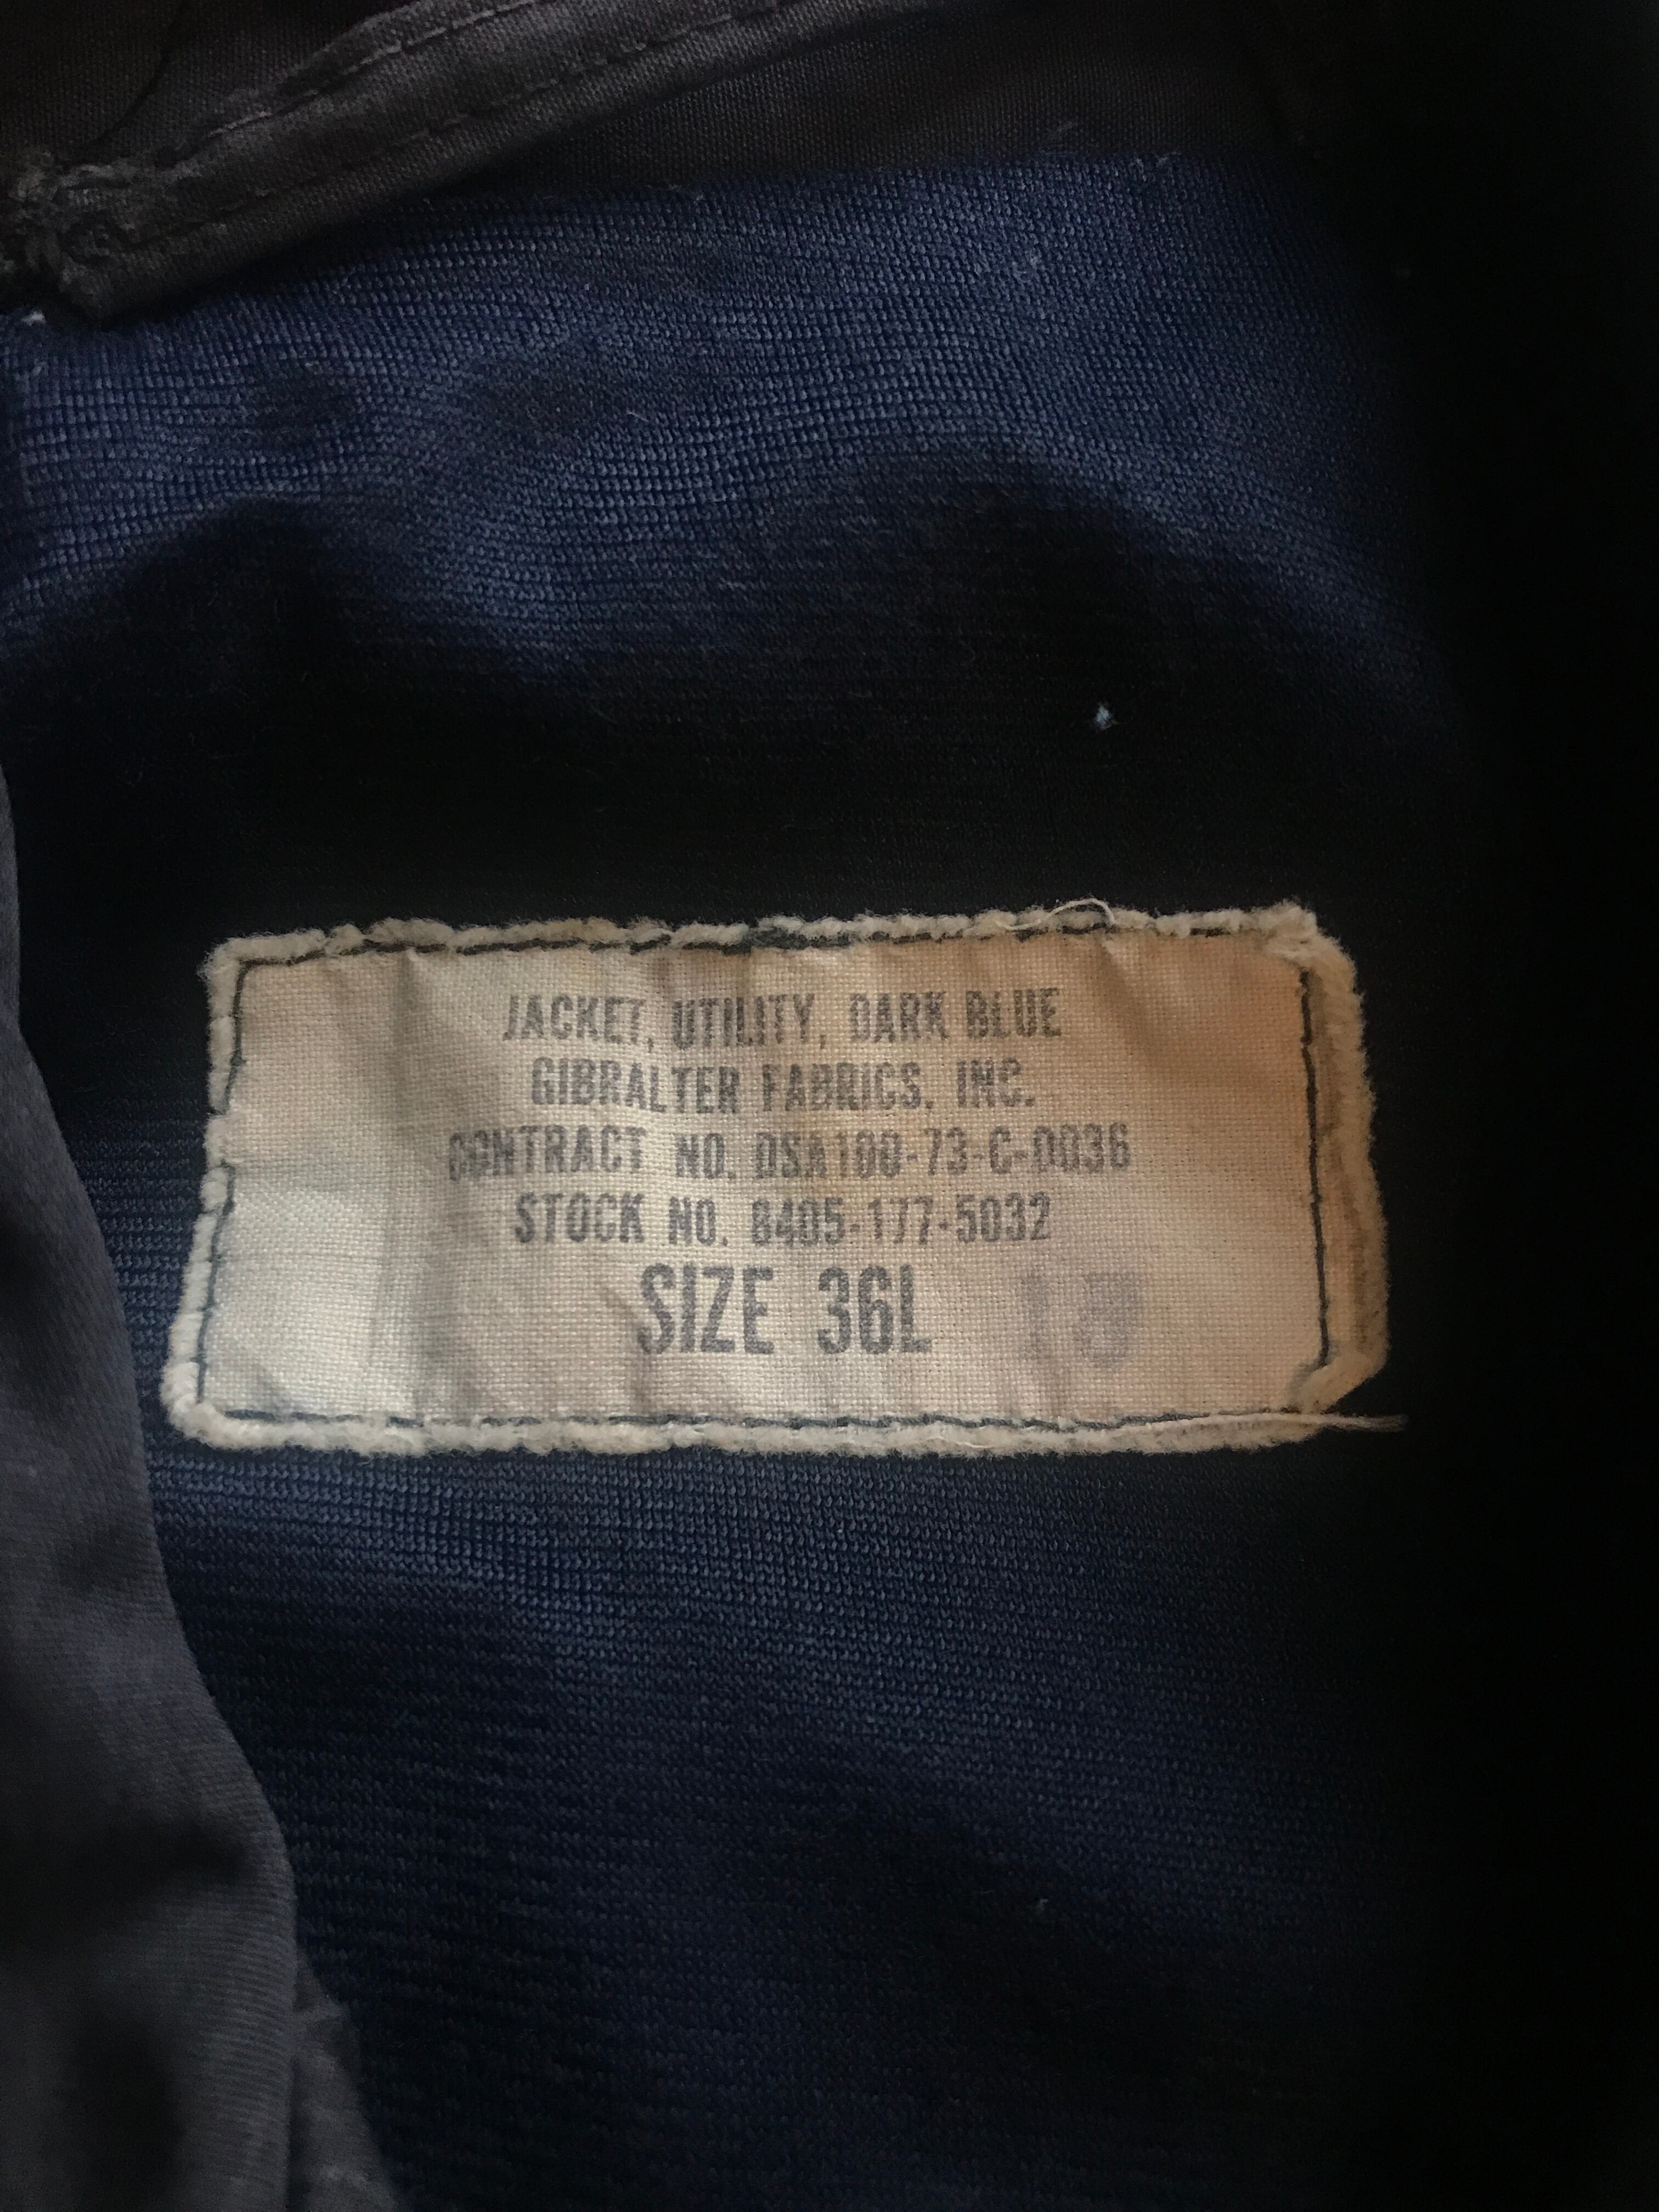 JACKET, UTILITY, DARK BLUE
GIBRALTER FABRICS, INC.
CONTRACT NO. DSA100-73-C-0036
STOCK NO. 8405-177-5032
SIZE 36L